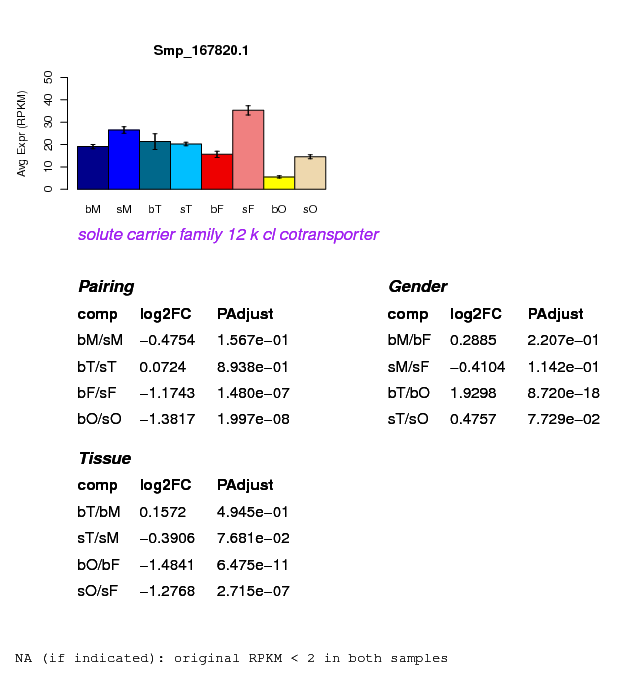 Smp_167820.1
Avg Expr (RPKM)
50
40
30
20
10
0
bM sM bT sT bF sF bO sO
solute carrier family 12 k cl cotransporter
Pairing
comp log2FC PAdjust
bM/sM −0.4754 1.567e−01
bT/sT 0.0724 8.938e−01
bF/sF −1.1743 1.480e−07
bO/sO −1.3817 1.997e−08
Gender
comp log2FC PAdjust
bM/bF 0.2885 2.207e−01
sM/sF −0.4104 1.142e−01
bT/bO 1.9298 8.720e−18
sT/sO 0.4757 7.729e−02
Tissue
comp log2FC PAdjust
bT/bM 0.1572 4.945e−01
sT/sM −0.3906 7.681e−02
bO/bF −1.4841 6.475e−11
sO/sF −1.2768 2.715e−07
NA (if indicated): original RPKM < 2 in both samples